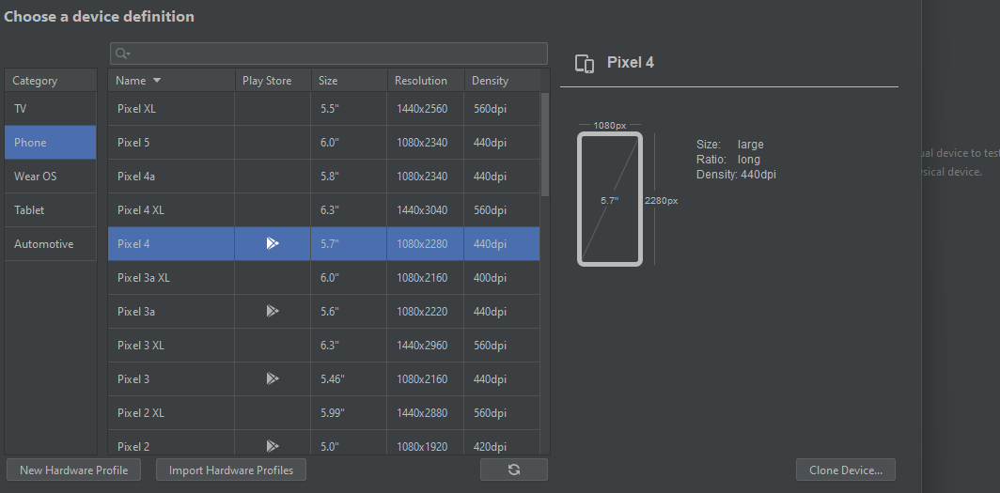 Choose a device definition
Category
TV
Phone
Wear OS
Tablet
Automotive
Name Play Store Size Resolution Density
Pixel XL 5.5" 1440x2560 560dpi
Pixel 5 6.0" 1080x2340 440dpi
Pixel 4a 5.8" 1080x2340 440dpi
Pixel 4 XL 6.3" 1440x3040 560dpi
Pixel 4 5.7" 1080x2280 440dpi
Pixel 3a XL 6.0" 1080x2160 400dpi
Pixel 3a 5.6" 1080x2220 440dpi
Pixel 3 XL 6.3" 1440x2960 560dpi
Pixel 3 5.46" 1080x2160 440dpi
Pixel 2 XL 5.99" 1440x2880 560dpi
Pixel 2 5.0" 1080x1920 420dpi
Pixel 4
1080px
5.7"
2280px
Size: large
Ratio: long
Density: 440dpi
ual device to test
ysical device.
New Hardware Profile Import Hardware Profiles Clone Device...